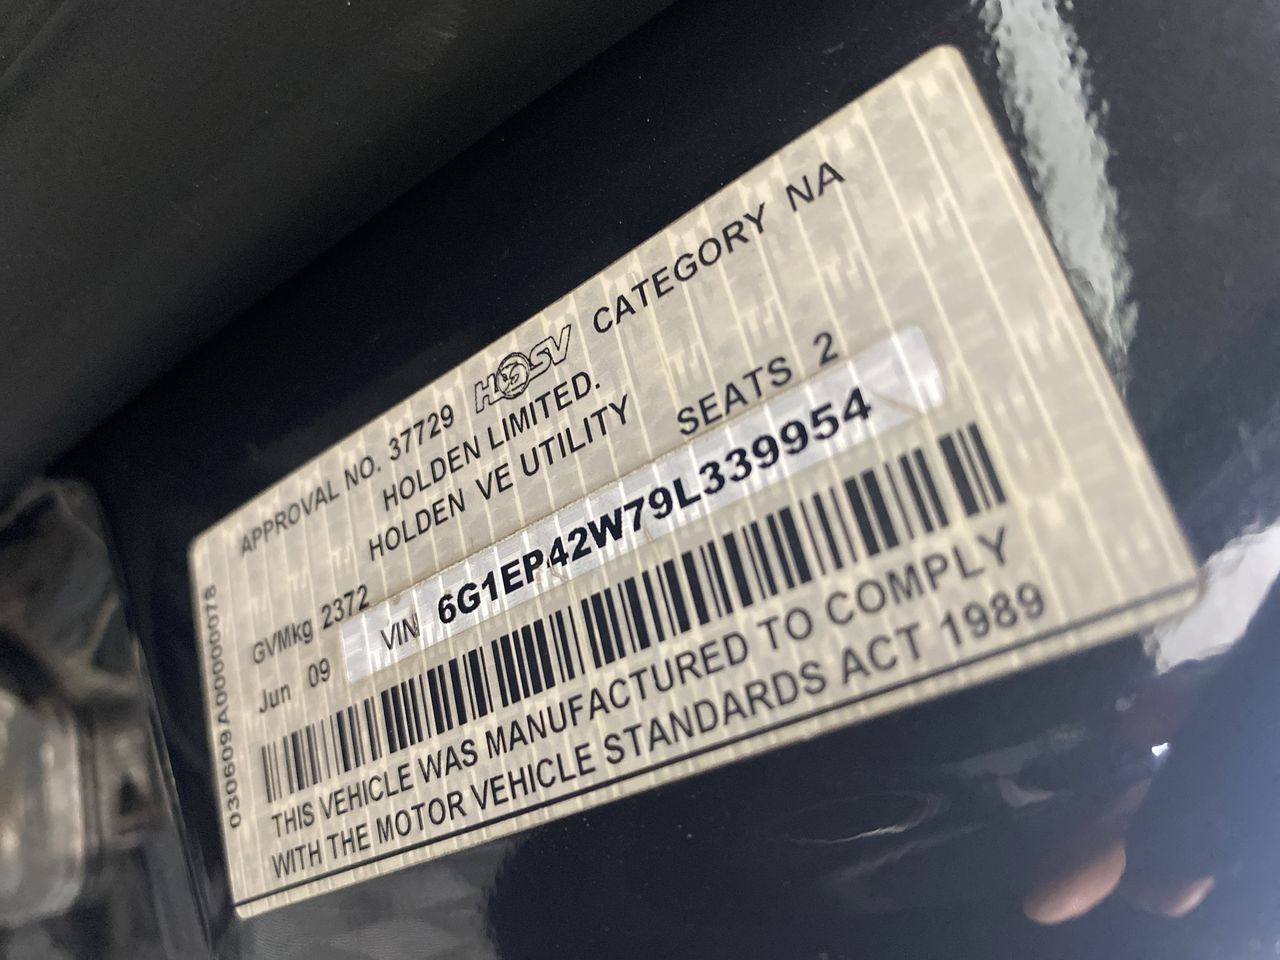 APPROVAL NO. 37729 HSV CATEGORY NA
HOLDEN LIMITED.
HOLDEN VE UTILITY SEATS 2
GVMkg 2372
Jun 09
VIN 6G1EP42W79L339954
THIS VEHICLE WAS MANUFACTURED TO COMPLY
WITH THE MOTOR VEHICLE STANDARDS ACT 1989
030609A00000078